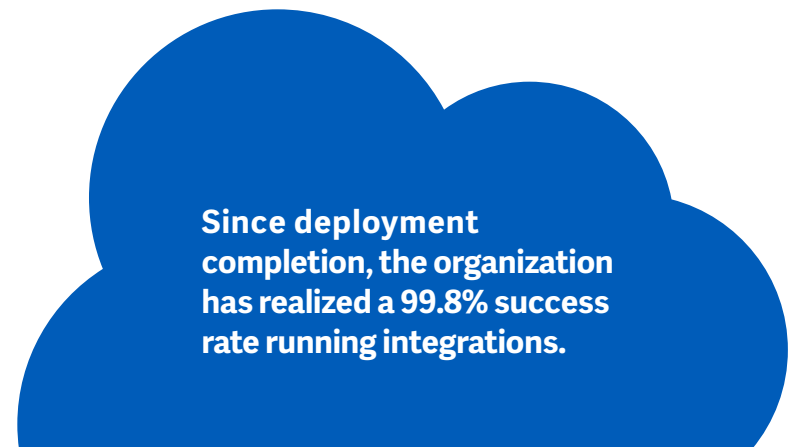 Since deployment
completion, the organization
has realized a 99.8% success
rate running integrations.